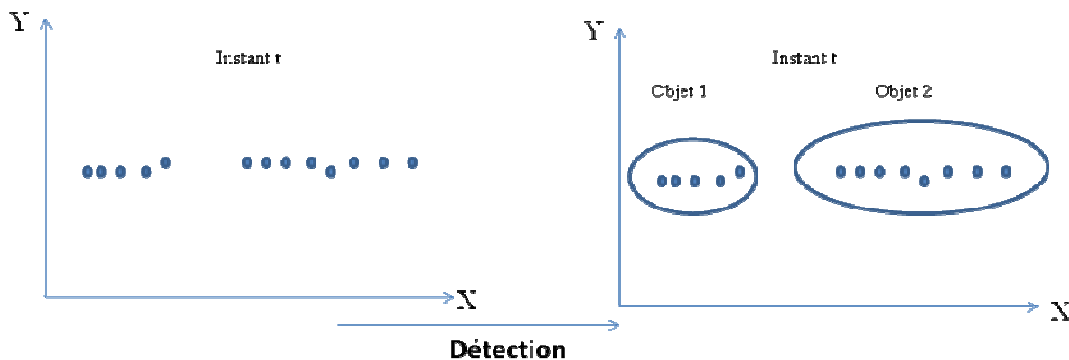 Y
Instant t
X
Y
Instant t
Objet 1
Objet 2
X
Détection